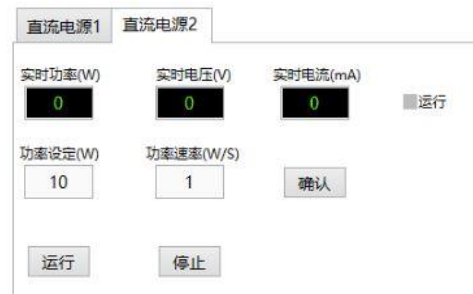 直流电源1 直流电源2
实时功率(W) 实时电压(V) 实时电流(mA)
0 0 0 运行
功率设定(W) 功率速率(W/S)
10 1 确认
运行 停止